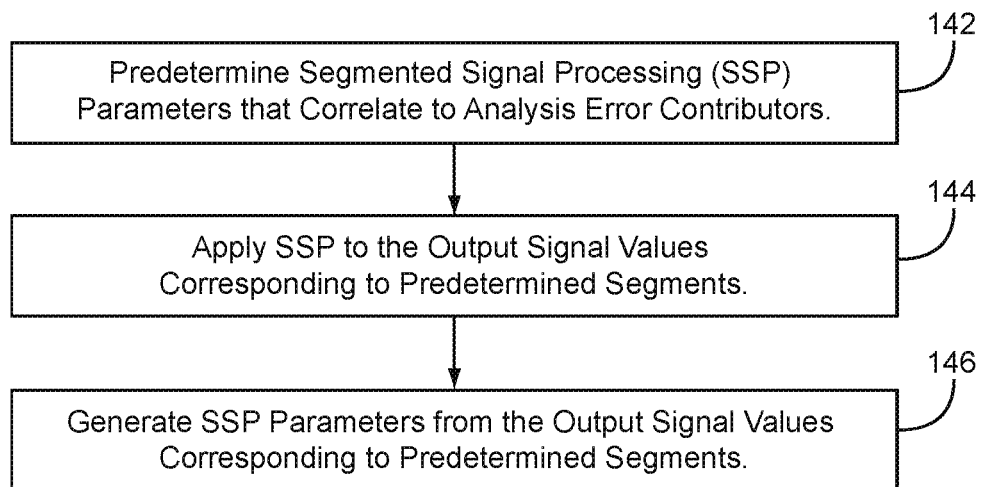 142
Predetermine Segmented Signal Processing (SSP)
Parameters that Correlate to Analysis Error Contributors.
144
Apply SSP to the Output Signal Values
Corresponding to Predetermined Segments.
146
Generate SSP Parameters from the Output Signal Values
Corresponding to Predetermined Segments.